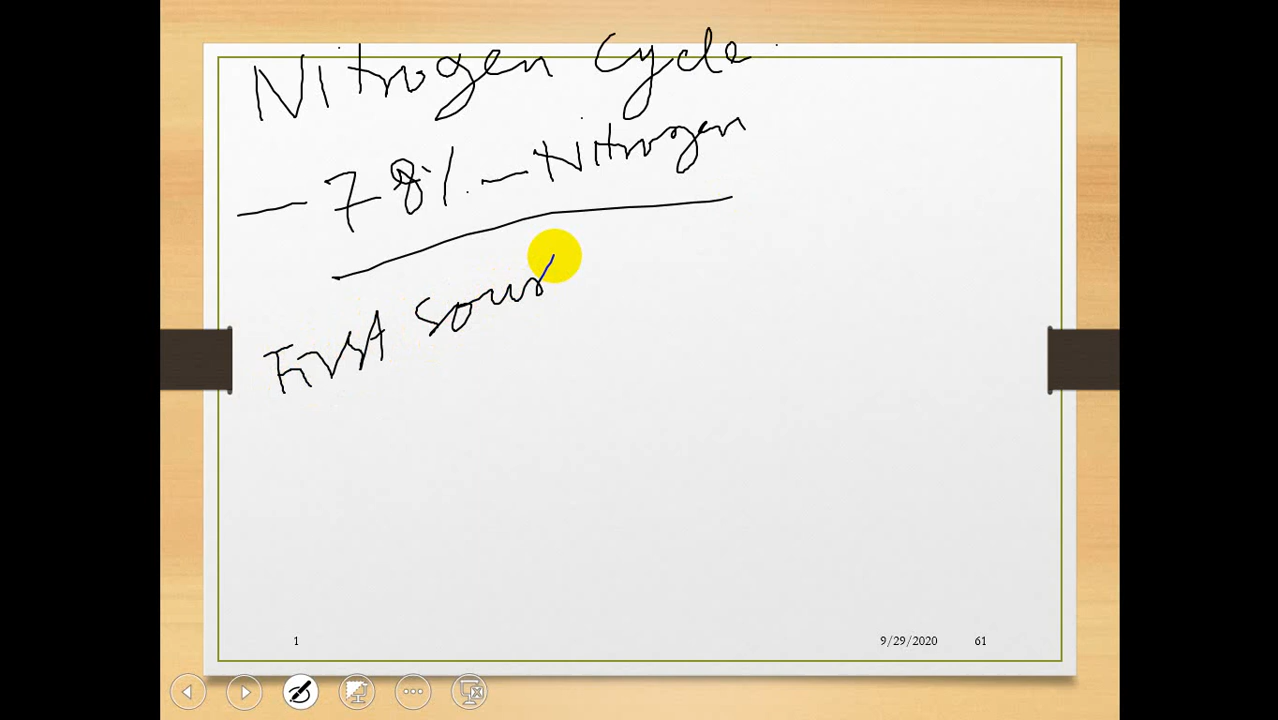 Nitrogen Cycle
- 78% - Nitrogen
First sour
1
9/29/2020
61